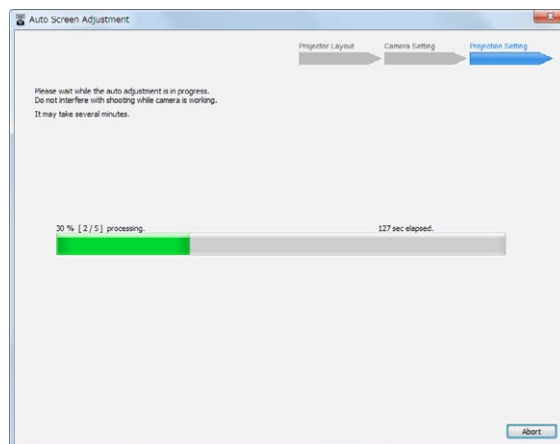 Auto Screen Adjustment
Projector Layout
Camera Setting
Projection Setting
Please wait while the auto adjustment is in progress.
Do not interfere with shooting while camera is working.
It may take several minutes.
30 % [ 2 / 5 ] processing.
127 sec elapsed.
Abort